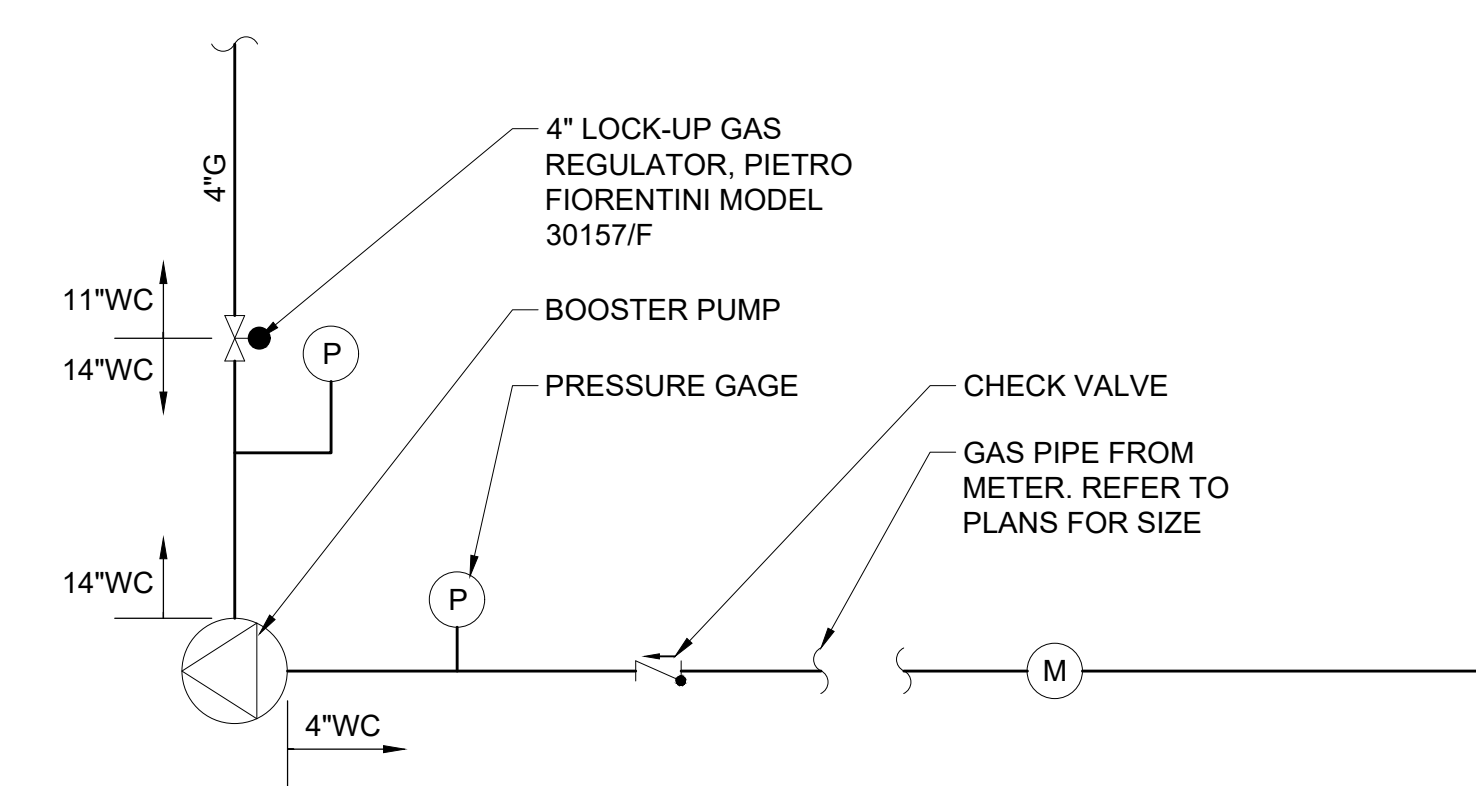 4"G
4" LOCK-UP GAS
REGULATOR, PIETRO
FIORENTINI MODEL
30157/F
11"WC
14"WC
P
BOOSTER PUMP
PRESSURE GAGE
CHECK VALVE
GAS PIPE FROM
METER. REFER TO
PLANS FOR SIZE
14"WC
P
M
4"WC